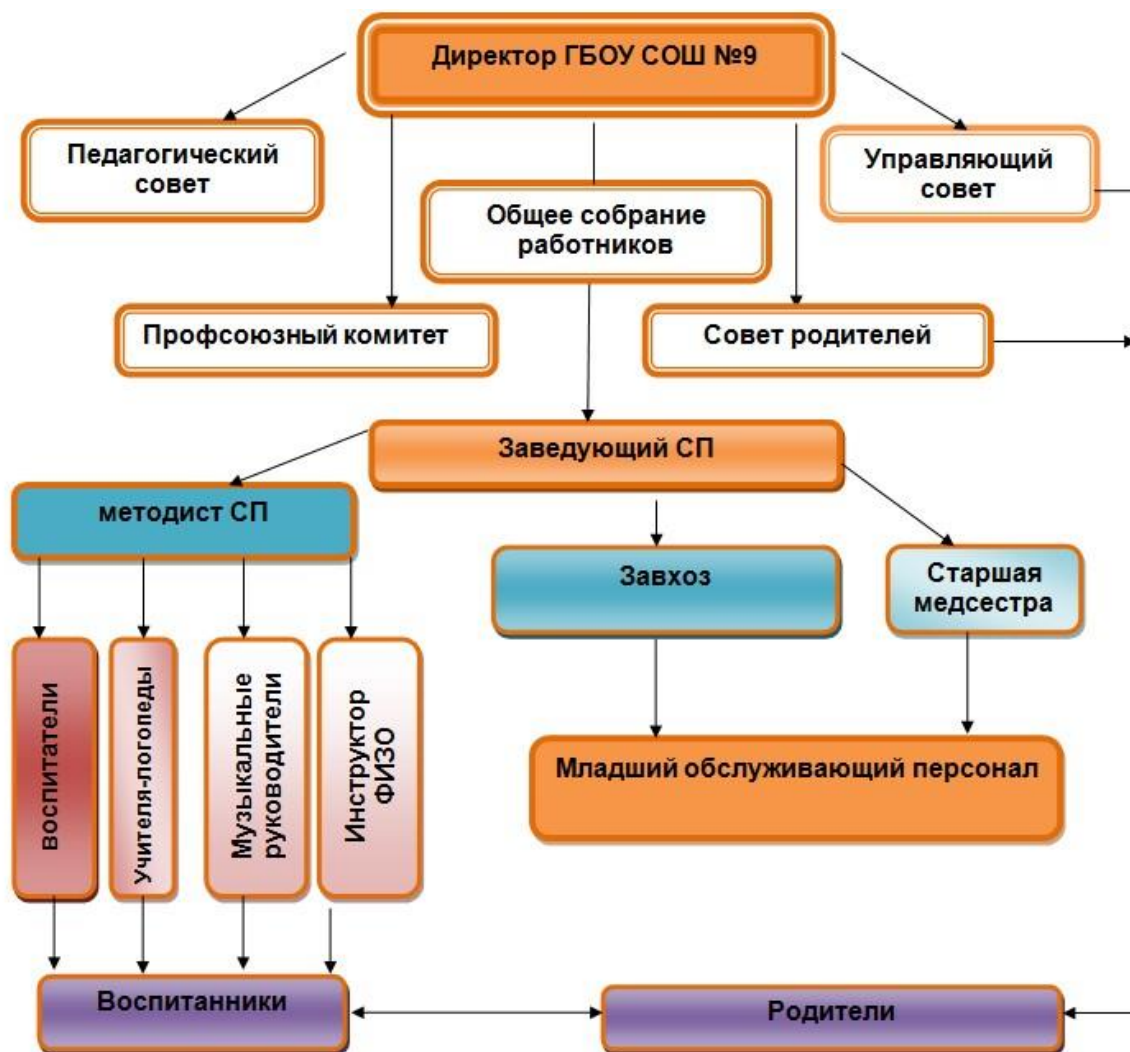 Директор ГБОУ СОШ №9
Педагогический
совет
Управляющий
совет
Общее собрание
работников
Профсоюзный комитет
Совет родителей
Заведующий СП
методист СП
Завхоз
Старшая
медсестра
воспитатели
Учителя-логопеды
Музыкальные
руководители
Инструктор
ФИЗО
Младший обслуживающий персонал
Воспитанники
Родители